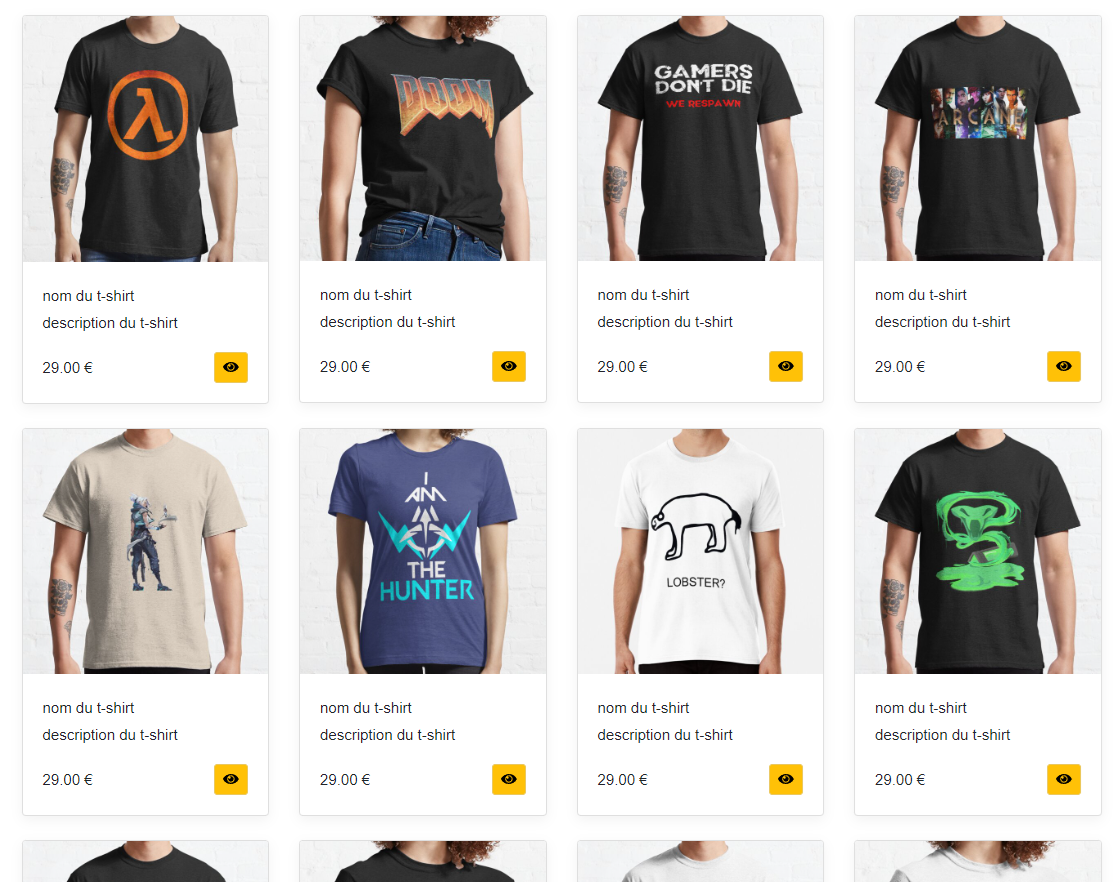 λ
DOOM
GAMERS
DON'T DIE
WE RESPAWN
ARCANE
nom du t-shirt
description du t-shirt
29.00 €
nom du t-shirt
description du t-shirt
29.00 €
nom du t-shirt
description du t-shirt
29.00 €
nom du t-shirt
description du t-shirt
29.00 €
I
AM
THE
HUNTER
LOBSTER?
nom du t-shirt
description du t-shirt
29.00 €
nom du t-shirt
description du t-shirt
29.00 €
nom du t-shirt
description du t-shirt
29.00 €
nom du t-shirt
description du t-shirt
29.00 €